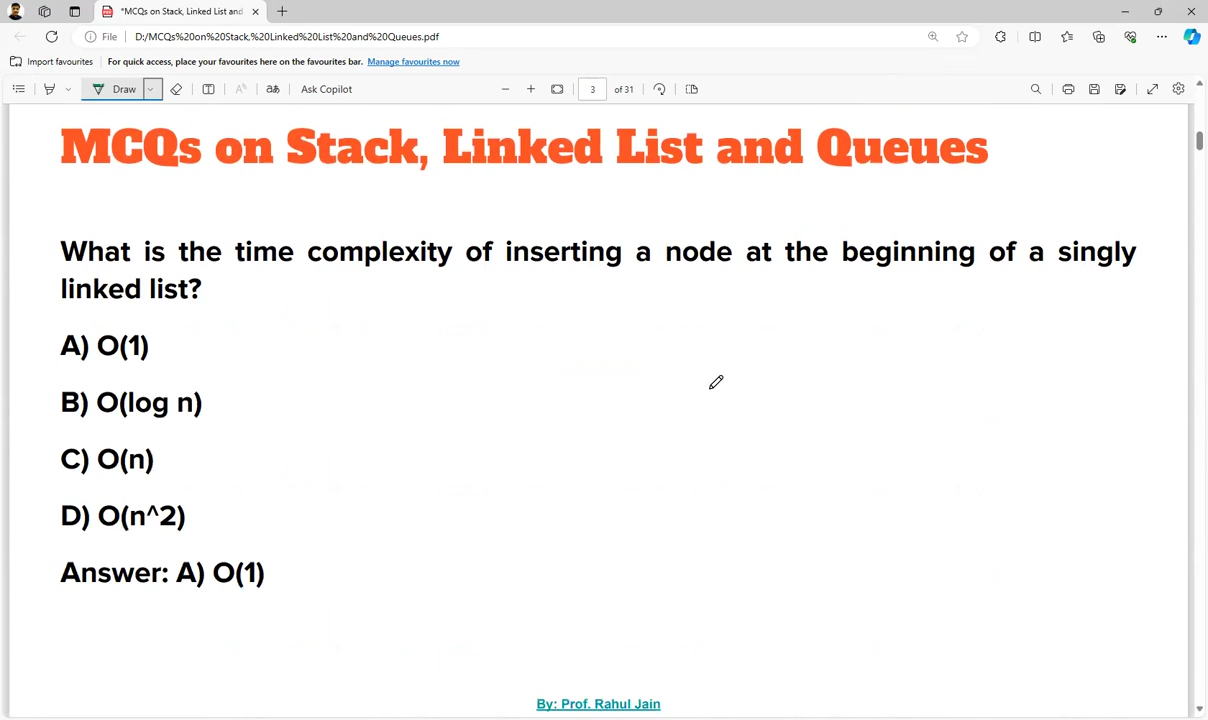 *MCQs on Stack, Linked List and
File
D:/MCQs%20on%20Stack,%20Linked%20List%20and%20Queues.pdf
Import favourites
For quick access, place your favourites here on the favourites bar. Manage favourites now
Draw
Ask Copilot
3 of 31
MCQs on Stack, Linked List and Queues
What is the time complexity of inserting a node at the beginning of a singly
linked list?
A) O(1)
B) O(log n)
C) O(n)
D) O(n^2)
Answer: A) O(1)
By: Prof. Rahul Jain